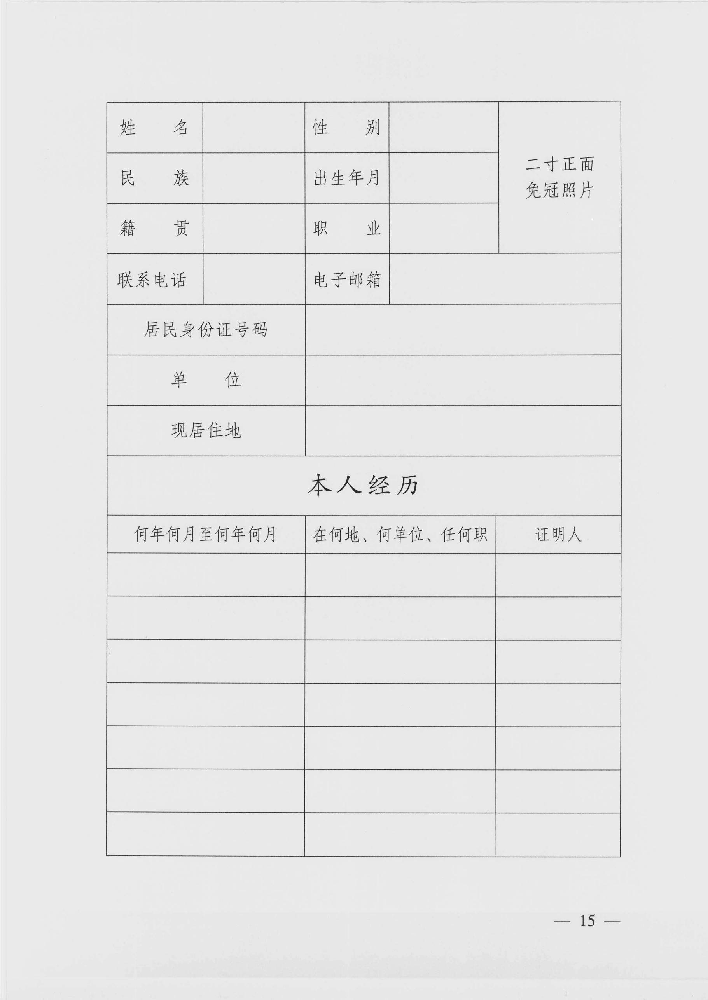 姓 名 性 别
二寸正面
免冠照片
民 族 出生年月
籍 贯 职 业
联系电话 电子邮箱
居民身份证号码
单 位
现居住地
本人经历
何年何月至何年何月 在何地、何单位、任何职 证明人
— 15 —